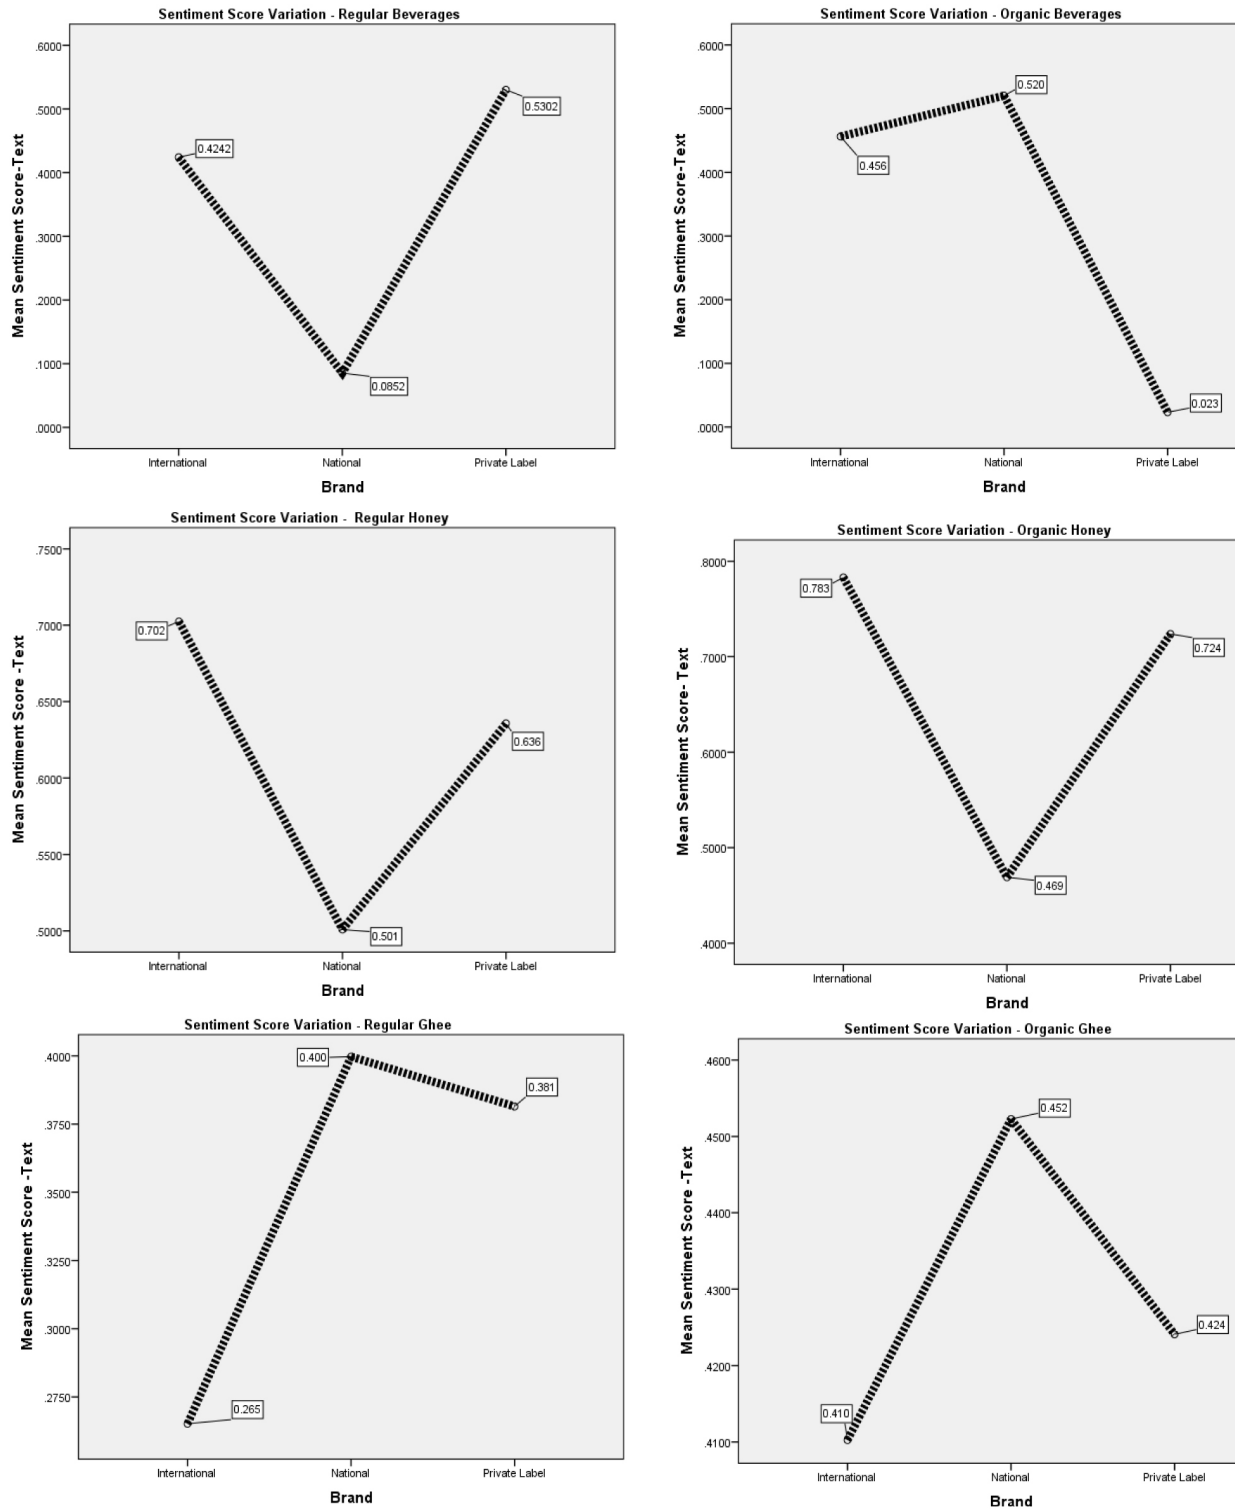 Sentiment Score Variation - Regular Beverages
Mean Sentiment Score-Text
.6000
.5000
.4000
.3000
.2000
.1000
.0000
0.4242
0.0852
0.5302
International National Private Label
Brand
Sentiment Score Variation - Organic Beverages
Mean Sentiment Score-Text
.6000
.5000
.4000
.3000
.2000
.1000
.0000
0.456
0.520
0.023
International National Private Label
Brand
Sentiment Score Variation - Regular Honey
Mean Sentiment Score -Text
.7500
.7000
.6500
.6000
.5500
.5000
0.702
0.501
0.636
International National Private Label
Brand
Sentiment Score Variation - Organic Honey
Mean Sentiment Score- Text
.8000
.7000
.6000
.5000
.4000
0.783
0.469
0.724
International National Private Label
Brand
Sentiment Score Variation - Regular Ghee
Mean Sentiment Score -Text
.4000
.3750
.3500
.3250
.3000
.2750
0.265
0.400
0.381
International National Private Label
Brand
Sentiment Score Variation - Organic Ghee
Mean Sentiment Score -Text
.4600
.4500
.4400
.4300
.4200
.4100
0.410
0.452
0.424
International National Private Label
Brand